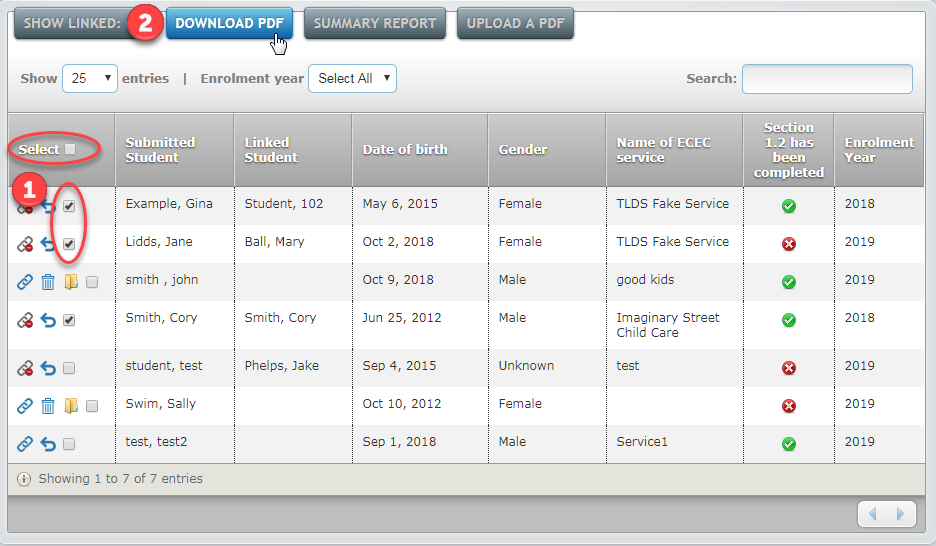 SHOW LINKED: 2 DOWNLOAD PDF SUMMARY REPORT UPLOAD A PDF
Show 25 entries | Enrolment year Select All Search:
Select Submitted Student Linked Student Date of birth Gender Name of ECEC service Section 1.2 has been completed Enrolment Year
1
Example, Gina Student, 102 May 6, 2015 Female TLDS Fake Service 2018
Lidds, Jane Ball, Mary Oct 2, 2018 Female TLDS Fake Service 2019
smith , john Oct 9, 2018 Male good kids 2019
Smith, Cory Smith, Cory Jun 25, 2012 Male Imaginary Street Child Care 2018
student, test Phelps, Jake Sep 4, 2015 Unknown test 2019
Swim, Sally Oct 10, 2012 Female 2019
test, test2 Sep 1, 2018 Male Service1 2019
Showing 1 to 7 of 7 entries